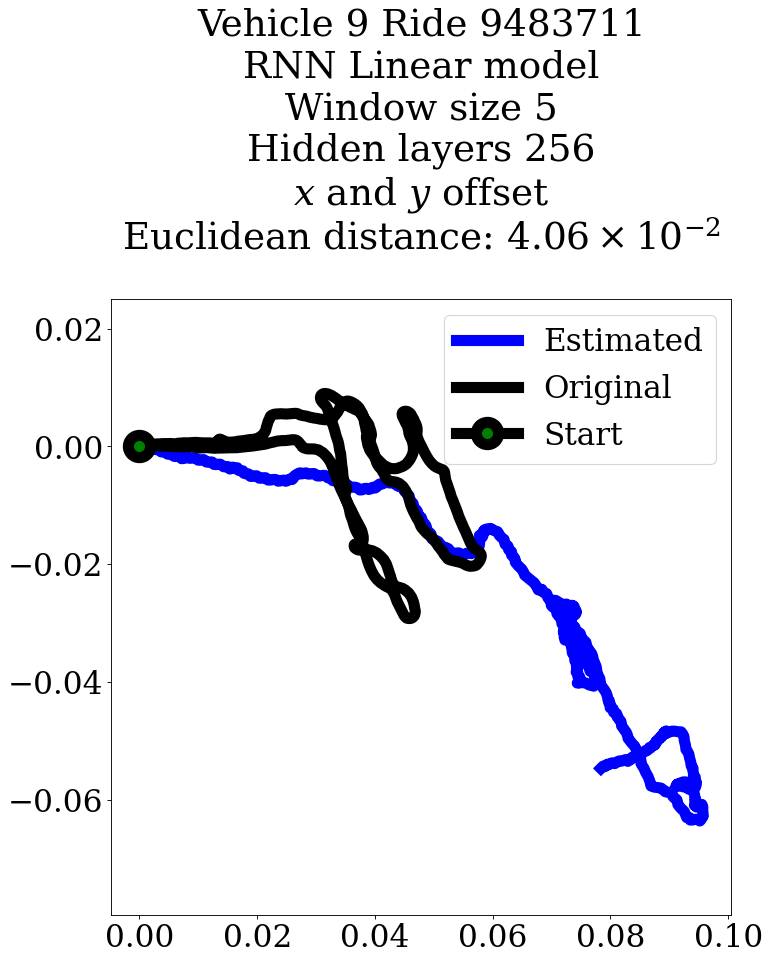 Vehicle 9 Ride 9483711
RNN Linear model
Window size 5
Hidden layers 256
x and y offset
Euclidean distance: 4.06 × 10⁻²
Estimated
Original
Start
0.02
0.00
−0.02
−0.04
−0.06
0.00 0.02 0.04 0.06 0.08 0.10